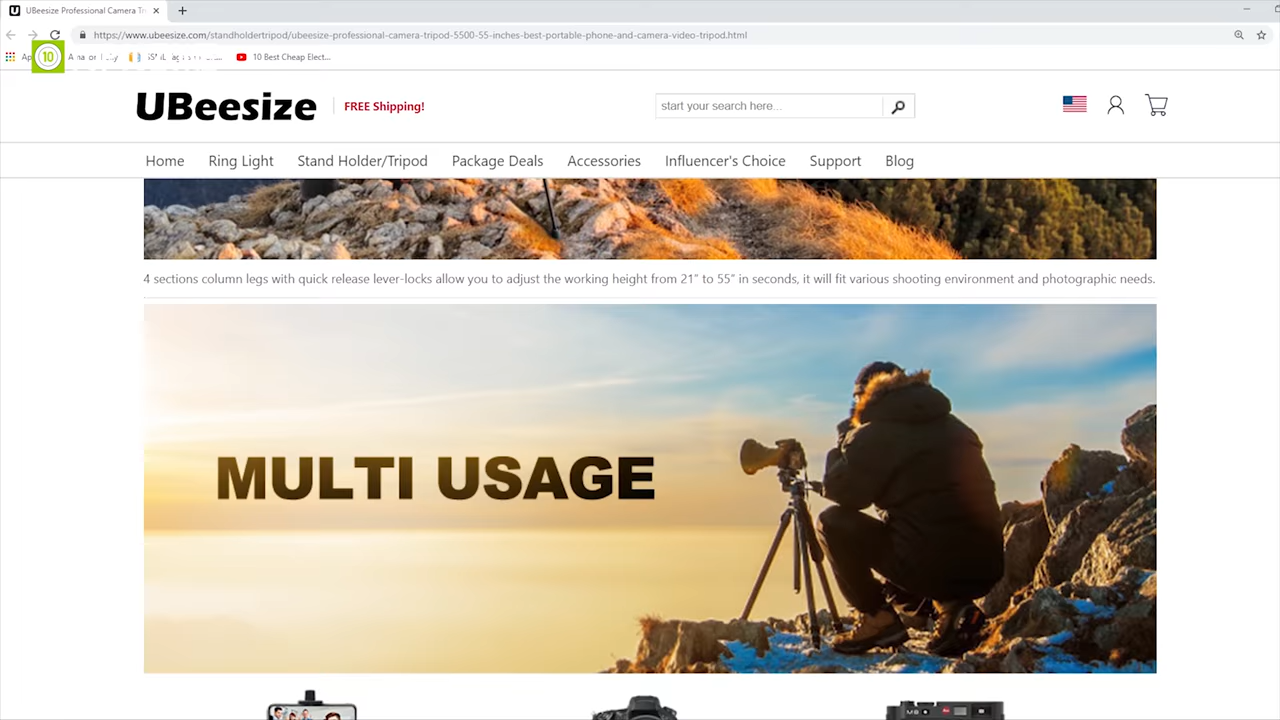 UBeesize Professional Camera Tr
https://www.ubeesize.com/standholdertripod/ubeesize-professional-camera-tripod-5500-55-inches-best-portable-phone-and-camera-video-tripod.html
10
10 Best Cheap Elect...
UBeesize
FREE Shipping!
start your search here...
Home
Ring Light
Stand Holder/Tripod
Package Deals
Accessories
Influencer's Choice
Support
Blog
4 sections column legs with quick release lever-locks allow you to adjust the working height from 21" to 55" in seconds, it will fit various shooting environment and photographic needs.
MULTI USAGE